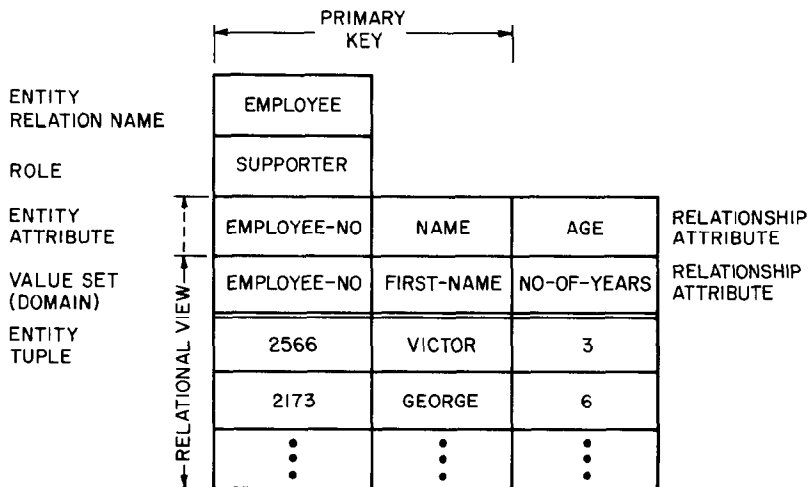 PRIMARY
KEY
ENTITY
RELATION NAME
EMPLOYEE
ROLE
SUPPORTER
ENTITY
ATTRIBUTE
EMPLOYEE-NO
NAME
AGE
RELATIONSHIP
ATTRIBUTE
VALUE SET
(DOMAIN)
EMPLOYEE-NO
FIRST-NAME
NO-OF-YEARS
RELATIONSHIP
ATTRIBUTE
ENTITY
TUPLE
RELATIONAL VIEW
2566
VICTOR
3
2173
GEORGE
6